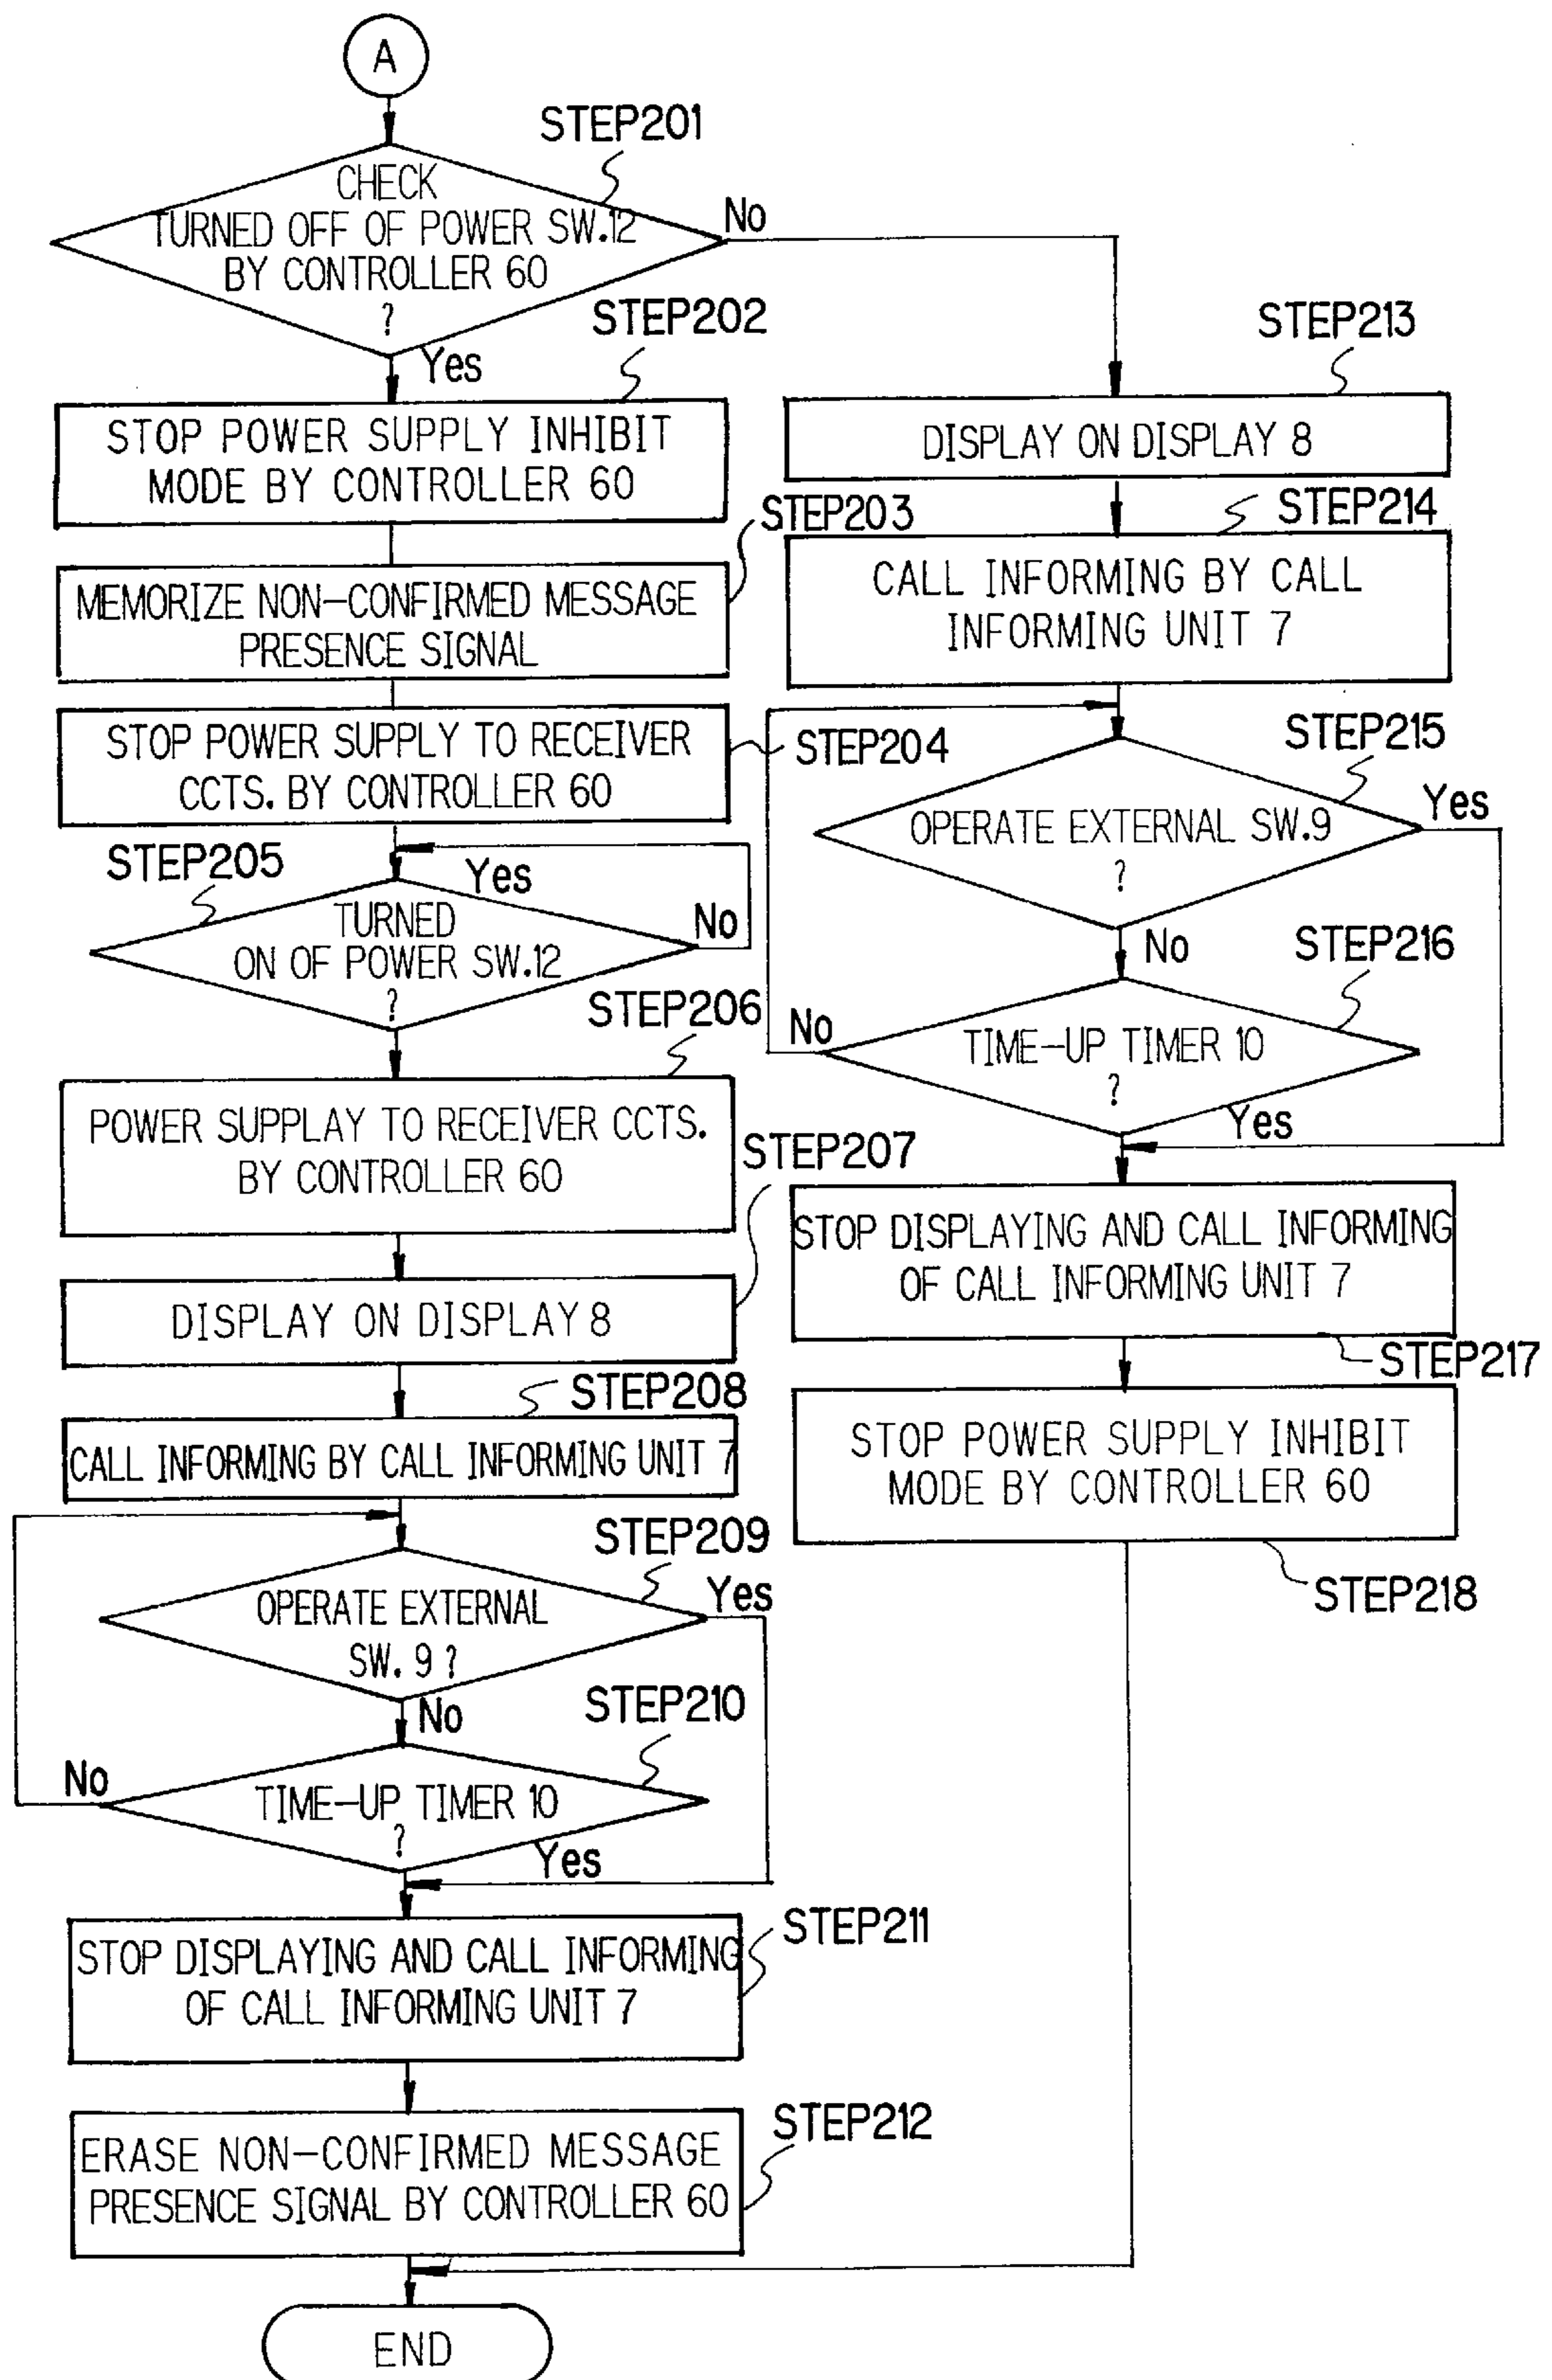 A
STEP201
CHECK
TURNED OFF OF POWER SW.12
BY CONTROLLER 60
?
No
Yes
STEP202
STOP POWER SUPPLY INHIBIT
MODE BY CONTROLLER 60
STEP203
MEMORIZE NON-CONFIRMED MESSAGE
PRESENCE SIGNAL
STEP204
STOP POWER SUPPLY TO RECEIVER
CCTS. BY CONTROLLER 60
STEP205
Yes
TURNED
ON OF POWER SW.12
?
No
STEP206
POWER SUPPLAY TO RECEIVER CCTS.
BY CONTROLLER 60
STEP207
DISPLAY ON DISPLAY 8
STEP208
CALL INFORMING BY CALL INFORMING UNIT 7
STEP209
OPERATE EXTERNAL
SW. 9 ?
Yes
No
STEP210
No
TIME-UP TIMER 10
?
Yes
STEP211
STOP DISPLAYING AND CALL INFORMING
OF CALL INFORMING UNIT 7
STEP212
ERASE NON-CONFIRMED MESSAGE
PRESENCE SIGNAL BY CONTROLLER 60
END
STEP213
DISPLAY ON DISPLAY 8
STEP214
CALL INFORMING BY CALL
INFORMING UNIT 7
STEP215
OPERATE EXTERNAL SW.9
?
Yes
No
STEP216
No
TIME-UP TIMER 10
?
Yes
STOP DISPLAYING AND CALL INFORMING
OF CALL INFORMING UNIT 7
STEP217
STOP POWER SUPPLY INHIBIT
MODE BY CONTROLLER 60
STEP218